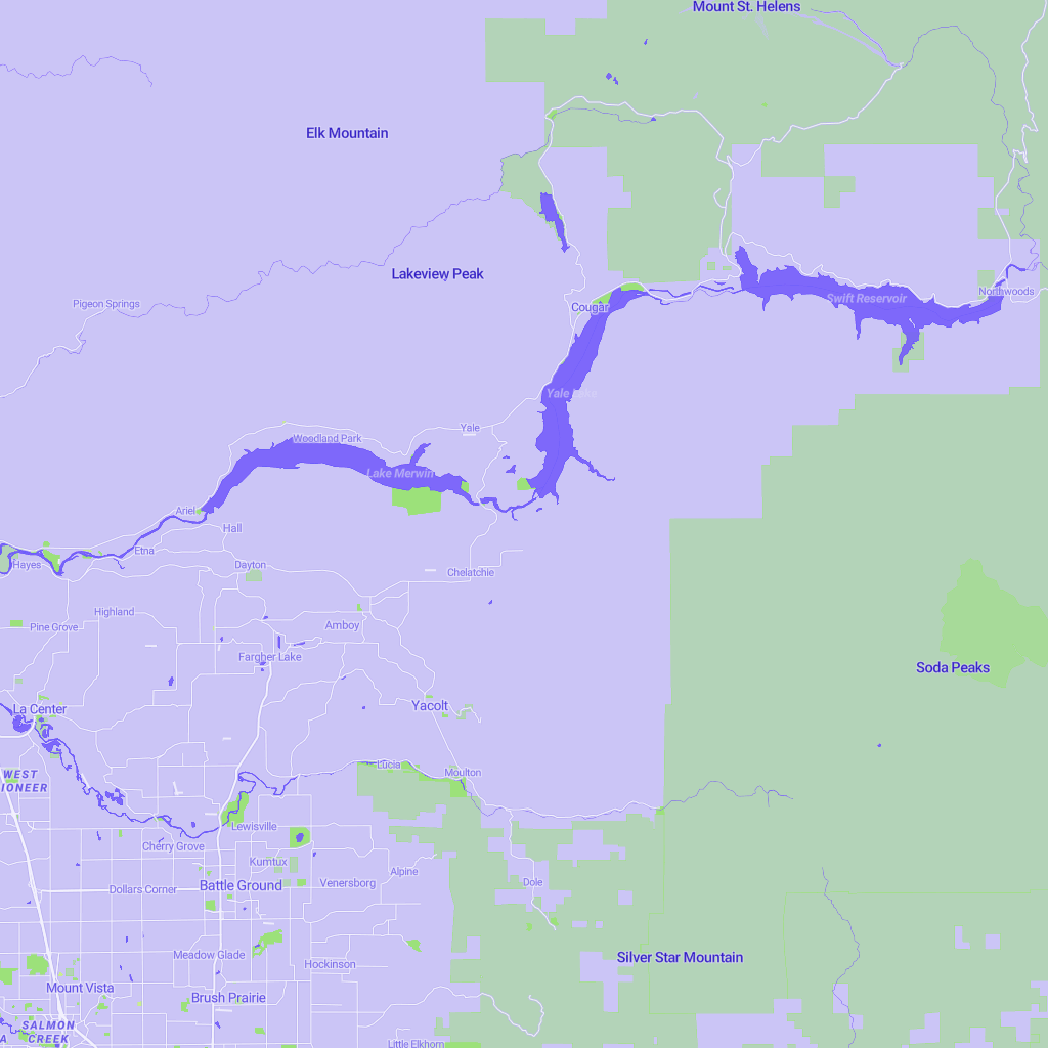 Mount St. Helens
Elk Mountain
Lakeview Peak
Pigeon Springs
Northwoods
Swift Reservoir
Cougar
Yale Lake
Yale
Woodland Park
Lake Merwin
Ariel
Hall
Etna
Hayes
Dayton
Chelatchie
Highland
Pine Grove
Amboy
Fargher Lake
Soda Peaks
La Center
Yacolt
Lucia
Moulton
WEST
IONEER
Lewisville
Cherry Grove
Kumtux
Alpine
Dollars Corner
Battle Ground
Venersborg
Dole
Meadow Glade
Silver Star Mountain
Hockinson
Mount Vista
Brush Prairie
SALMON
CREEK
A
Little Elkhorn